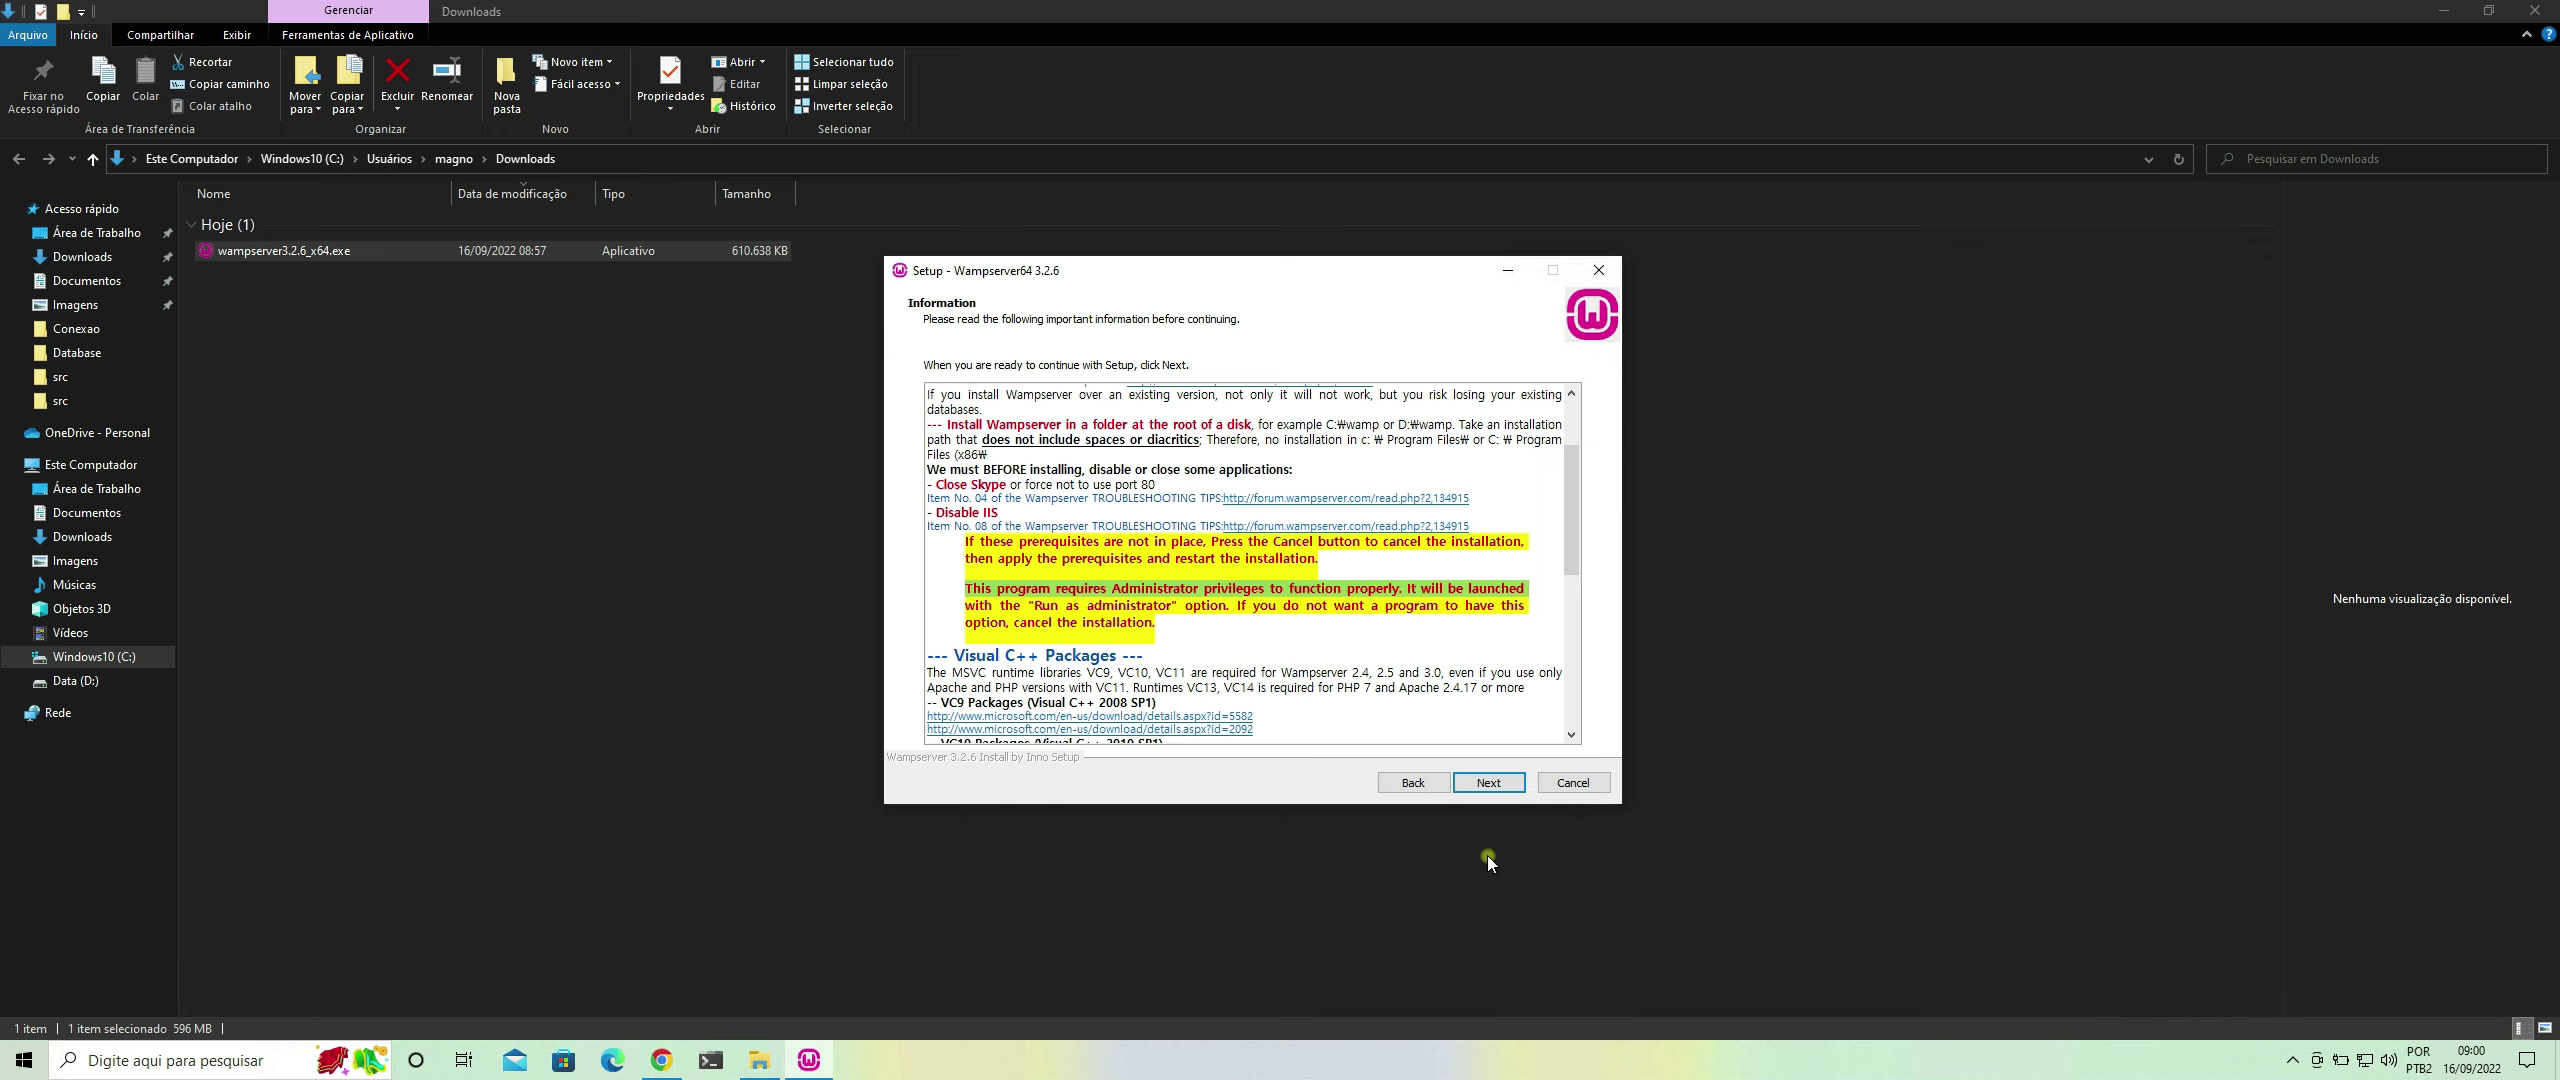 Gerenciar
Downloads
Arquivo
Início
Compartilhar
Exibir
Ferramentas de Aplicativo
Fixar no
Acesso rápido
Copiar
Colar
Recortar
Copiar caminho
Colar atalho
Área de Transferência
Mover
para
Copiar
para
Excluir
Renomear
Organizar
Nova
pasta
Novo item
Fácil acesso
Novo
Propriedades
Abrir
Editar
Histórico
Abrir
Selecionar tudo
Limpar seleção
Inverter seleção
Selecionar
Este Computador > Windows10 (C:) > Usuários > magno > Downloads
Pesquisar em Downloads
Nome
Data de modificação
Tipo
Tamanho
Hoje (1)
wampserver3.2.6_x64.exe
16/09/2022 08:57
Aplicativo
610.638 KB
Acesso rápido
Área de Trabalho
Downloads
Documentos
Imagens
Conexao
Database
src
src
OneDrive - Personal
Este Computador
Área de Trabalho
Documentos
Downloads
Imagens
Músicas
Objetos 3D
Vídeos
Windows10 (C:)
Data (D:)
Rede
Setup - Wampserver64 3.2.6
Information
Please read the following important information before continuing.
When you are ready to continue with Setup, click Next.
If you install Wampserver over an existing version, not only it will not work, but you risk losing your existing
databases.
--- Install Wampserver in a folder at the root of a disk, for example C:₩wamp or D:₩wamp. Take an installation
path that does not include spaces or diacritics; Therefore, no installation in c: ₩ Program Files₩ or C: ₩ Program
Files (x86₩
We must BEFORE installing, disable or close some applications:
- Close Skype or force not to use port 80
Item No. 04 of the Wampserver TROUBLESHOOTING TIPS:http://forum.wampserver.com/read.php?2,134915
- Disable IIS
Item No. 08 of the Wampserver TROUBLESHOOTING TIPS:http://forum.wampserver.com/read.php?2,134915
If these prerequisites are not in place, Press the Cancel button to cancel the installation,
then apply the prerequisites and restart the installation.
This program requires Administrator privileges to function properly. It will be launched
with the "Run as administrator" option. If you do not want a program to have this
option, cancel the installation.
--- Visual C++ Packages ---
The MSVC runtime libraries VC9, VC10, VC11 are required for Wampserver 2.4, 2.5 and 3.0, even if you use only
Apache and PHP versions with VC11. Runtimes VC13, VC14 is required for PHP 7 and Apache 2.4.17 or more
-- VC9 Packages (Visual C++ 2008 SP1)
http://www.microsoft.com/en-us/download/details.aspx?id=5582
http://www.microsoft.com/en-us/download/details.aspx?id=2092
-- VC10 Packages (Visual C++ 2010 SP1)
Wampserver 3.2.6 Install by Inno Setup
Back
Next
Cancel
Nenhuma visualização disponível.
1 item
1 item selecionado 596 MB
Digite aqui para pesquisar
POR
PTB2
09:00
16/09/2022